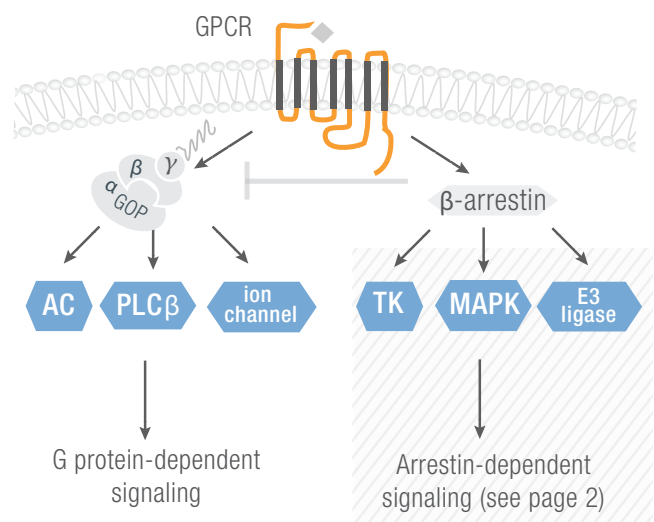 GPCR
β
γ
α
GOP
β-arrestin
AC
PLCβ
ion
channel
TK
MAPK
E3
ligase
G protein-dependent
signaling
Arrestin-dependent
signaling (see page 2)